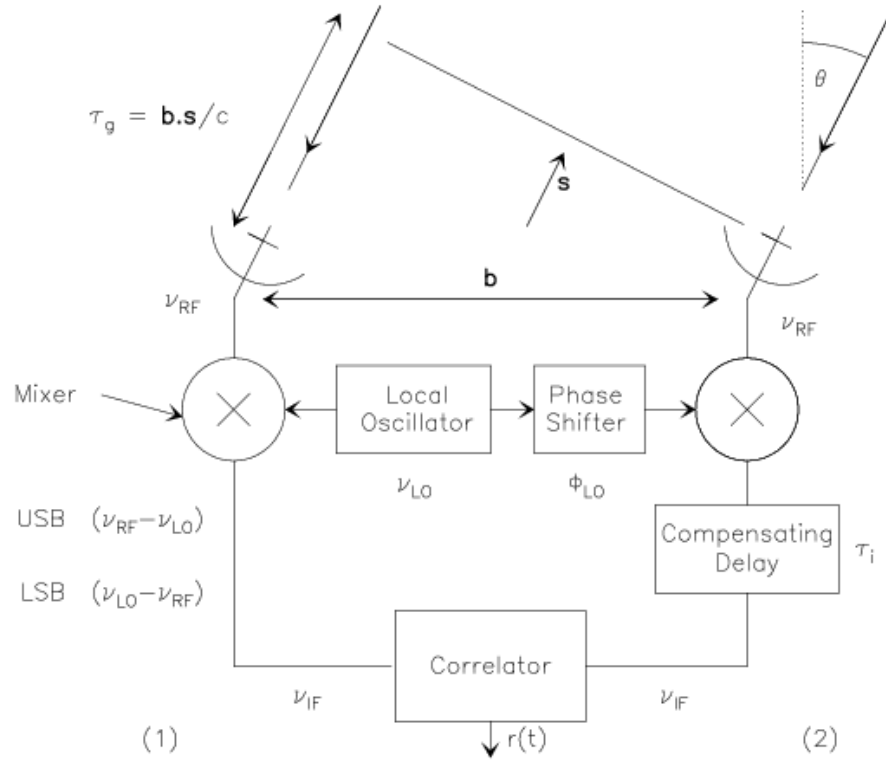 θ
τg = b.s/c
s
b
νRF
νRF
Mixer
Local
Oscillator
Phase
Shifter
νLO
ϕLO
USB (νRF−νLO)
Compensating
Delay
τi
LSB (νLO−νRF)
Correlator
νIF
νIF
(1)
r(t)
(2)